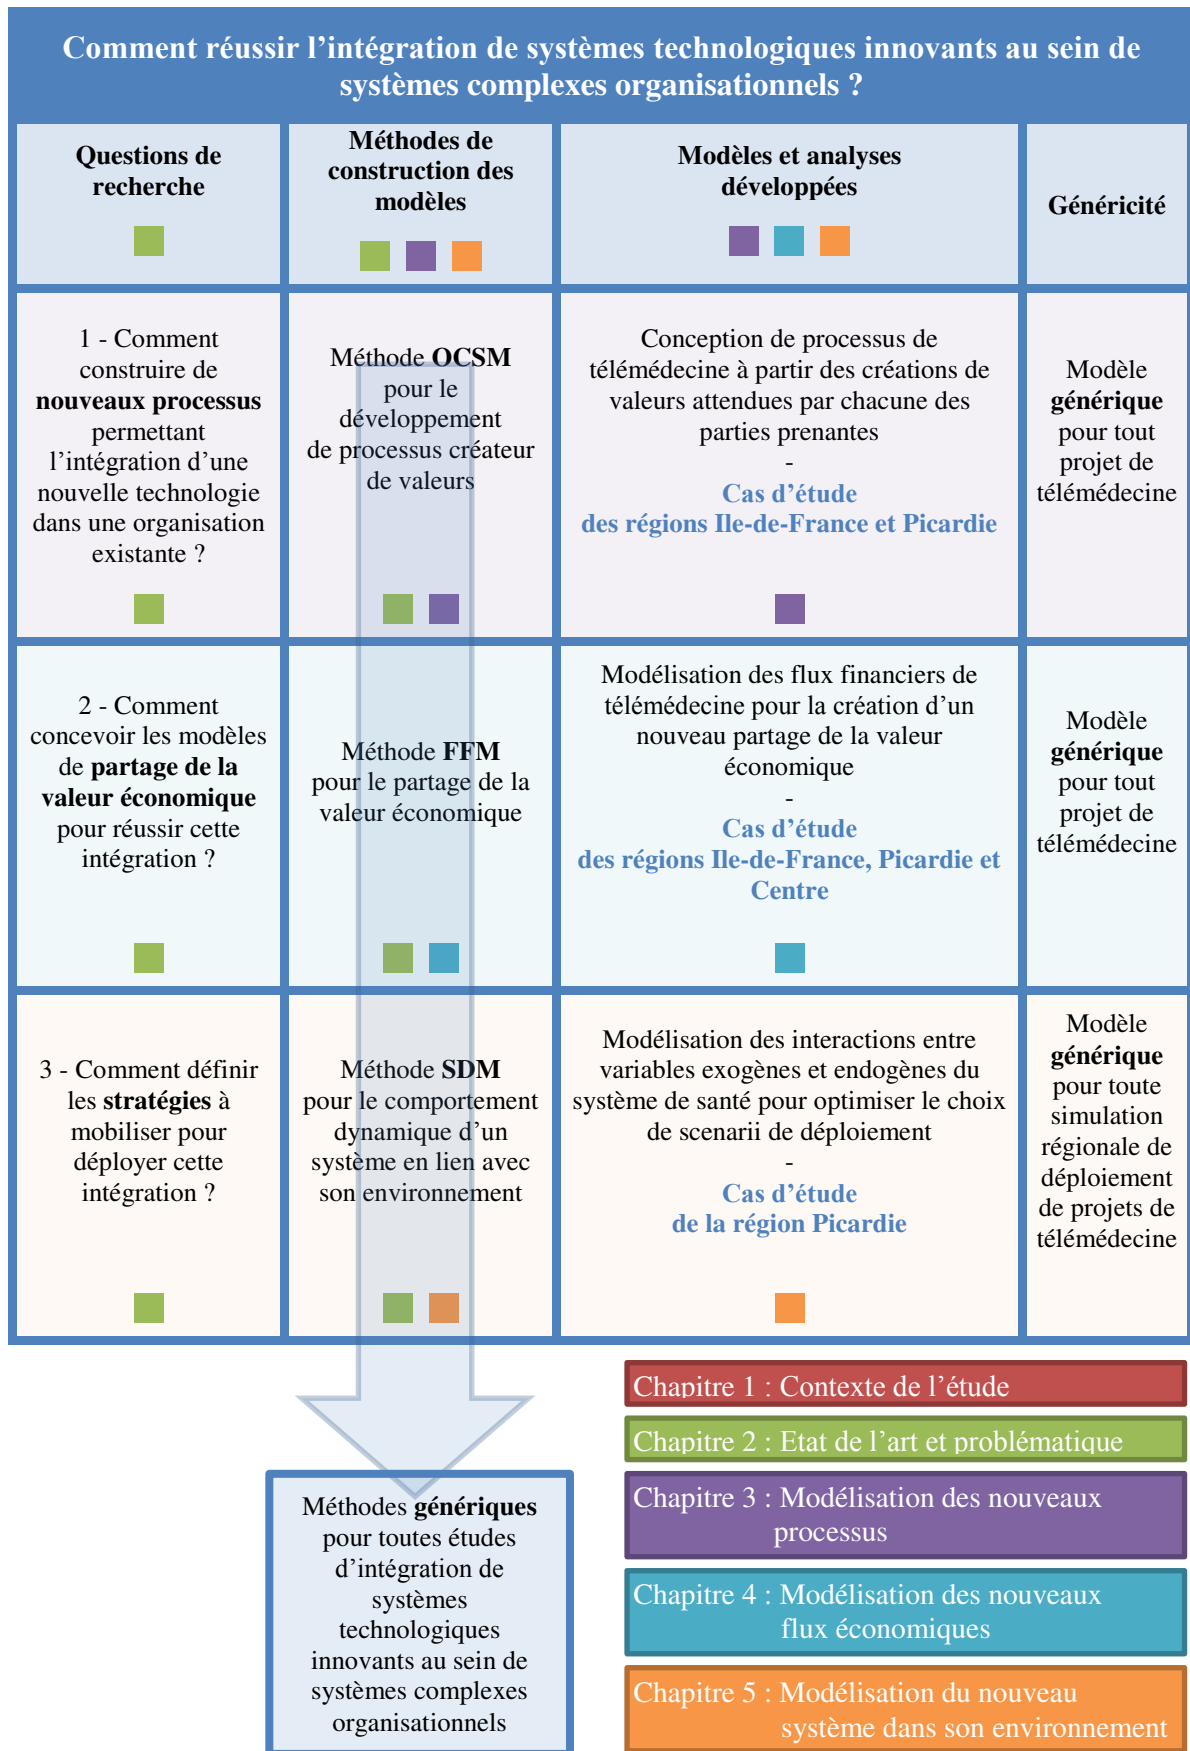 Comment réussir l’intégration de systèmes technologiques innovants au sein de
systèmes complexes organisationnels ?
Questions de
recherche
Méthodes de
construction des
modèles
Modèles et analyses
développées
Généricité
1 - Comment
construire de
nouveaux processus
permettant
l’intégration d’une
nouvelle technologie
dans une organisation
existante ?
Méthode OCSM
pour le
développement
de processus créateur
de valeurs
Conception de processus de
télémédecine à partir des créations de
valeurs attendues par chacune des
parties prenantes
-
Cas d’étude
des régions Ile-de-France et Picardie
Modèle
générique
pour tout
projet de
télémédecine
2 - Comment
concevoir les modèles
de partage de la
valeur économique
pour réussir cette
intégration ?
Méthode FFM
pour le partage de la
valeur économique
Modélisation des flux financiers de
télémédecine pour la création d’un
nouveau partage de la valeur
économique
-
Cas d’étude
des régions Ile-de-France, Picardie et
Centre
Modèle
générique
pour tout
projet de
télémédecine
3 - Comment définir
les stratégies à
mobiliser pour
déployer cette
intégration ?
Méthode SDM
pour le comportement
dynamique d’un
système en lien avec
son environnement
Modélisation des interactions entre
variables exogènes et endogènes du
système de santé pour optimiser le choix
de scenarii de déploiement
-
Cas d’étude
de la région Picardie
Modèle
générique
pour toute
simulation
régionale de
déploiement
de projets de
télémédecine
Méthodes génériques
pour toutes études
d’intégration de
systèmes
technologiques
innovants au sein de
systèmes complexes
organisationnels
Chapitre 1 : Contexte de l’étude
Chapitre 2 : Etat de l’art et problématique
Chapitre 3 : Modélisation des nouveaux
processus
Chapitre 4 : Modélisation des nouveaux
flux économiques
Chapitre 5 : Modélisation du nouveau
système dans son environnement